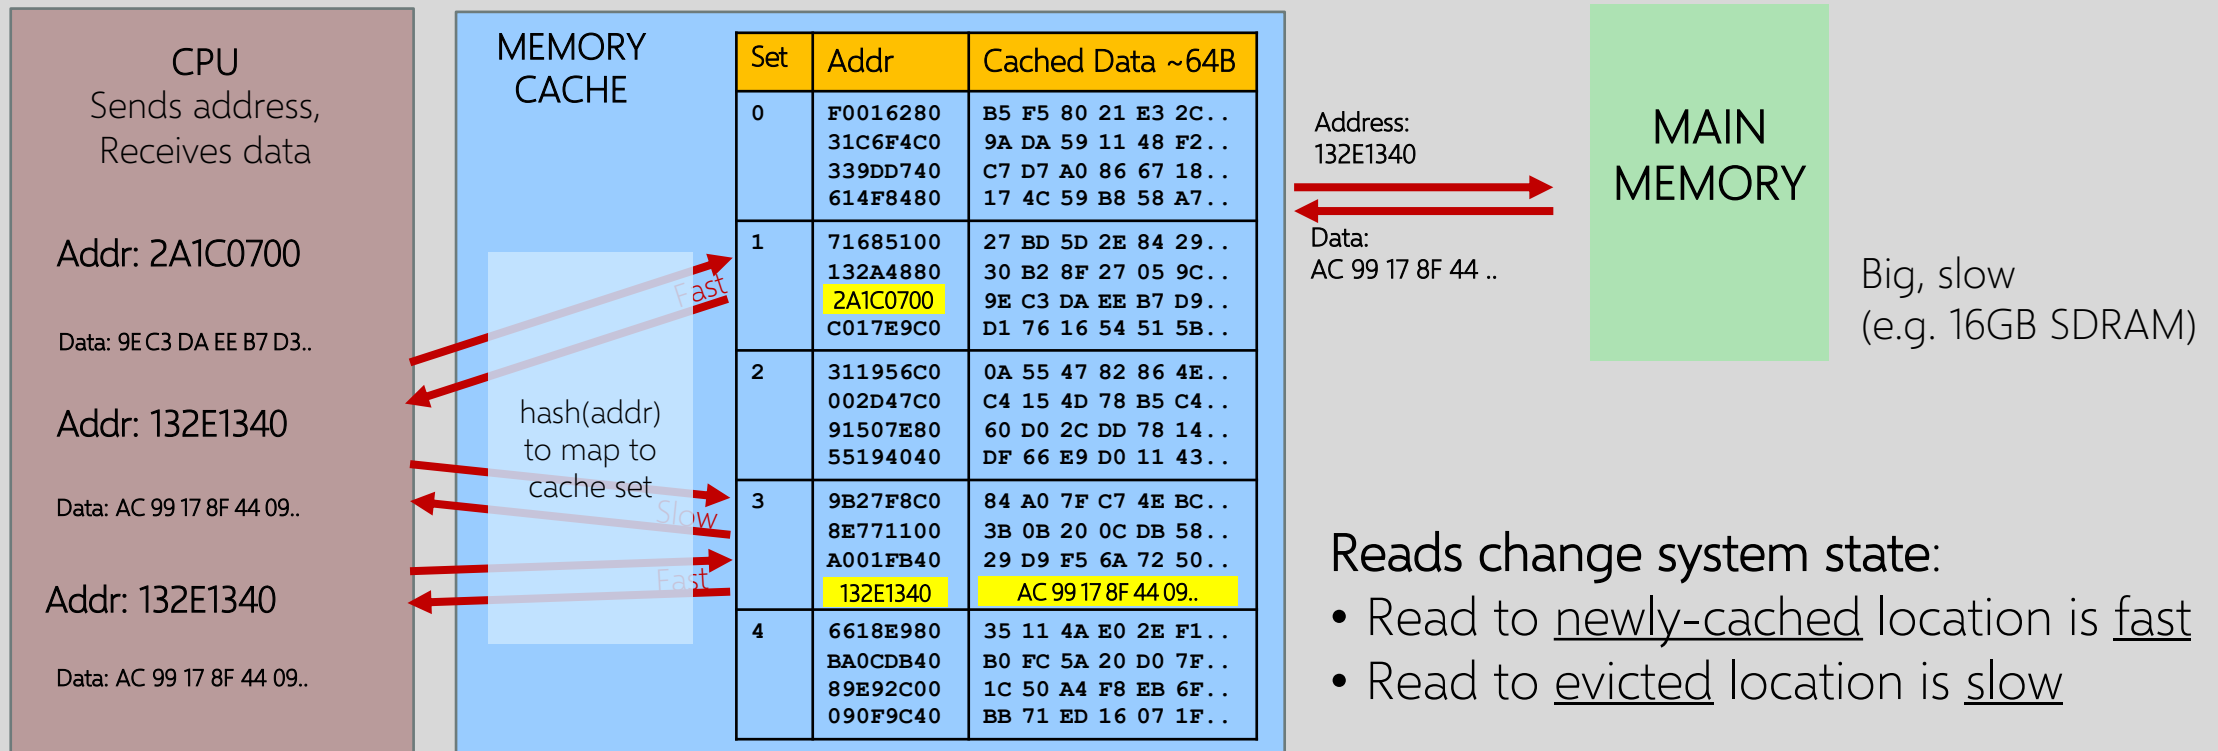 CPU
Sends address,
Receives data
Addr: 2A1C0700
Data: 9E C3 DA EE B7 D3..
Addr: 132E1340
Data: AC 99 17 8F 44 09..
Addr: 132E1340
Data: AC 99 17 8F 44 09..
MEMORY
CACHE
hash(addr)
to map to
cache set
Fast
Slow
Fast
Set Addr Cached Data ~64B
0 F0016280 B5 F5 80 21 E3 2C..
31C6F4C0 9A DA 59 11 48 F2..
339DD740 C7 D7 A0 86 67 18..
614F8480 17 4C 59 B8 58 A7..
1 71685100 27 BD 5D 2E 84 29..
132A4880 30 B2 8F 27 05 9C..
2A1C0700 9E C3 DA EE B7 D9..
C017E9C0 D1 76 16 54 51 5B..
2 311956C0 0A 55 47 82 86 4E..
002D47C0 C4 15 4D 78 B5 C4..
91507E80 60 D0 2C DD 78 14..
55194040 DF 66 E9 D0 11 43..
3 9B27F8C0 84 A0 7F C7 4E BC..
8E771100 3B 0B 20 0C DB 58..
A001FB40 29 D9 F5 6A 72 50..
132E1340 AC 99 17 8F 44 09..
4 6618E980 35 11 4A E0 2E F1..
BA0CDB40 B0 FC 5A 20 D0 7F..
89E92C00 1C 50 A4 F8 EB 6F..
090F9C40 BB 71 ED 16 07 1F..
Address:
132E1340
Data:
AC 99 17 8F 44 ..
MAIN
MEMORY
Big, slow
(e.g. 16GB SDRAM)
Reads change system state:
• Read to newly-cached location is fast
• Read to evicted location is slow